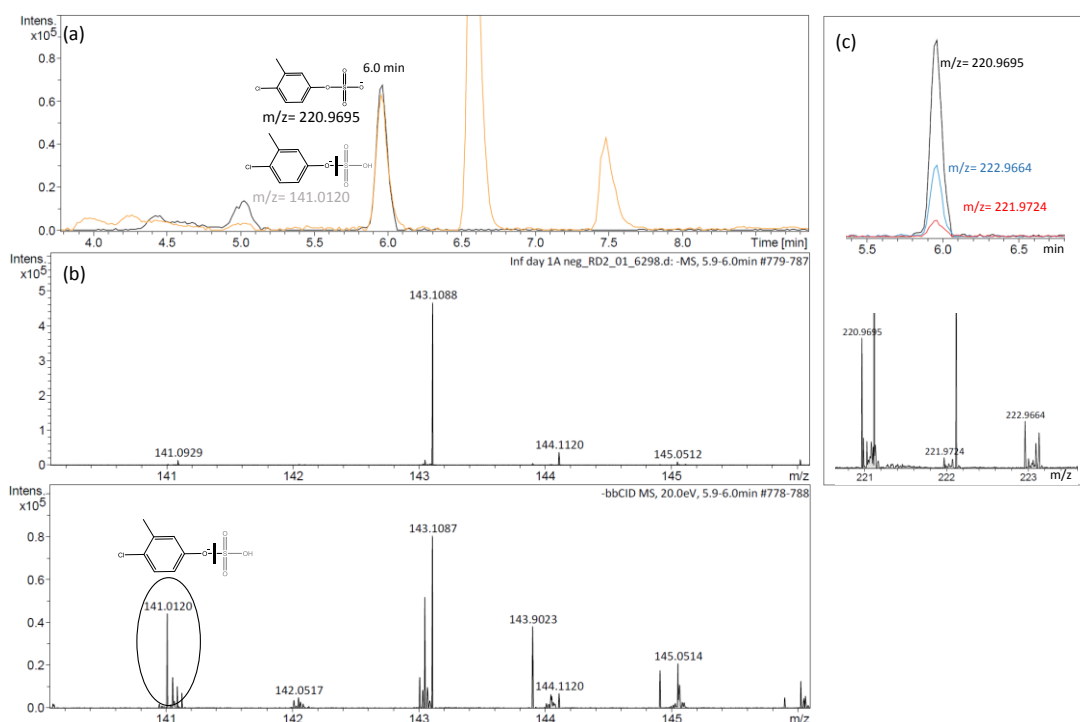 Intens.
x10⁵
(a)
0.8
0.6
0.4
0.2
0.0
6.0 min
Cl O S O O O-
m/z= 220.9695
Cl O- S O O OH
m/z= 141.0120
4.0 4.5 5.0 5.5 6.0 6.5 7.0 7.5 8.0 Time [min]
Intens.
x10⁵
(b)
Inf day 1A neg_RD2_01_6298.d: -MS, 5.9-6.0min #779-787
5
4
3
2
1
0
141.0929
143.1088
144.1120
145.0512
141 142 143 144 145 m/z
Intens.
x10⁵
-bbCID MS, 20.0eV, 5.9-6.0min #778-788
0.8
0.6
0.4
0.2
0.0
Cl O- S O O OH
141.0120
142.0517
143.1087
143.9023
144.1120
145.0514
141 142 143 144 145 m/z
(c)
m/z= 220.9695
m/z= 222.9664
m/z= 221.9724
5.5 6.0 6.5 min
220.9695
221.9724
222.9664
221 222 223 m/z